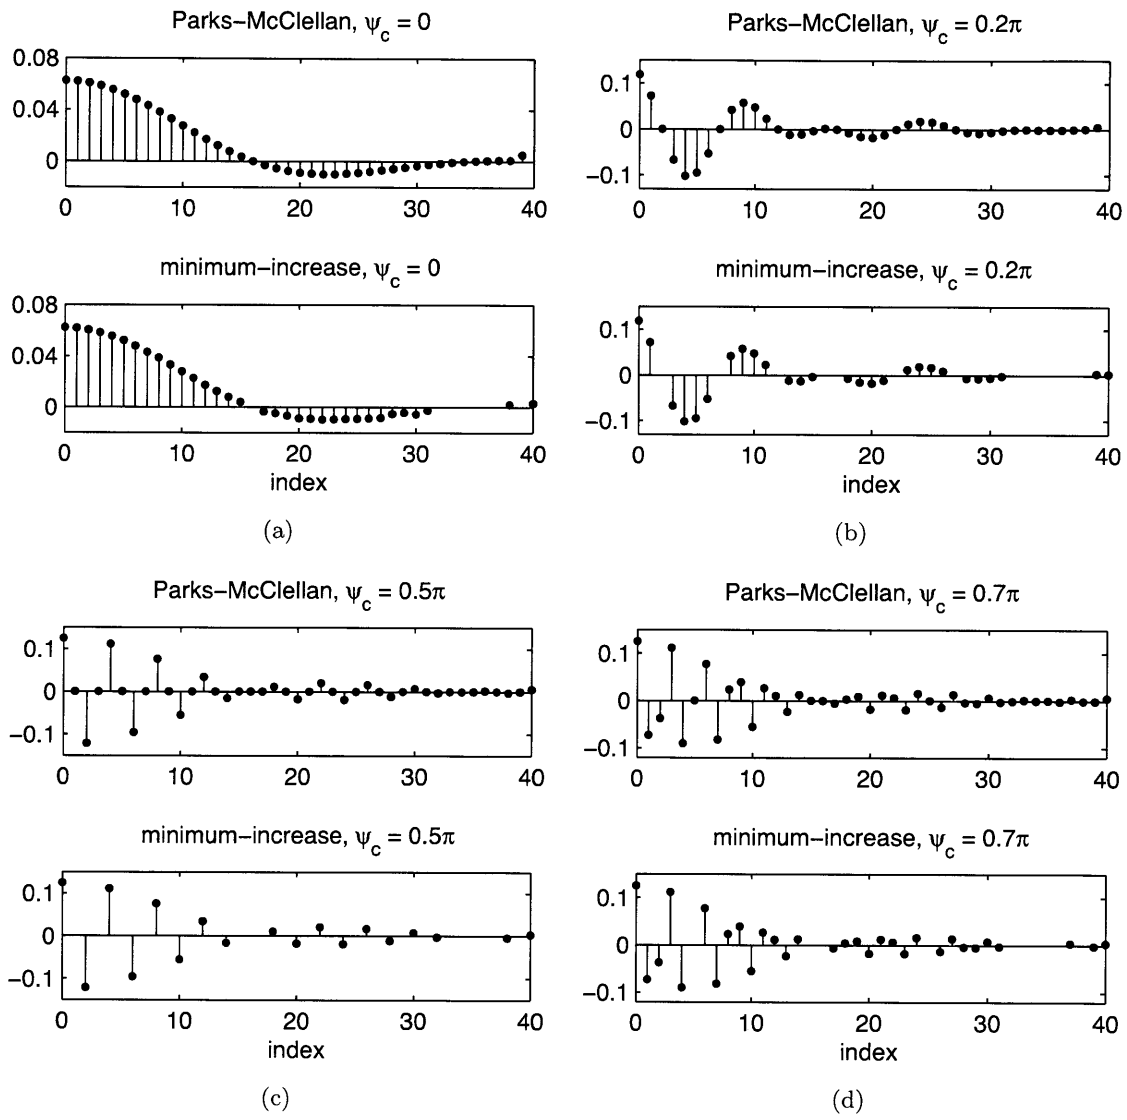 Parks−McClellan, ψc = 0
0.08
0.04
0
0 10 20 30 40
minimum−increase, ψc = 0
0.08
0.04
0
0 10 20 30 40
index
(a)
Parks−McClellan, ψc = 0.2π
0.1
0
−0.1
0 10 20 30 40
minimum−increase, ψc = 0.2π
0.1
0
−0.1
0 10 20 30 40
index
(b)
Parks−McClellan, ψc = 0.5π
0.1
0
−0.1
0 10 20 30 40
minimum−increase, ψc = 0.5π
0.1
0
−0.1
0 10 20 30 40
index
(c)
Parks−McClellan, ψc = 0.7π
0.1
0
−0.1
0 10 20 30 40
minimum−increase, ψc = 0.7π
0.1
0
−0.1
0 10 20 30 40
index
(d)